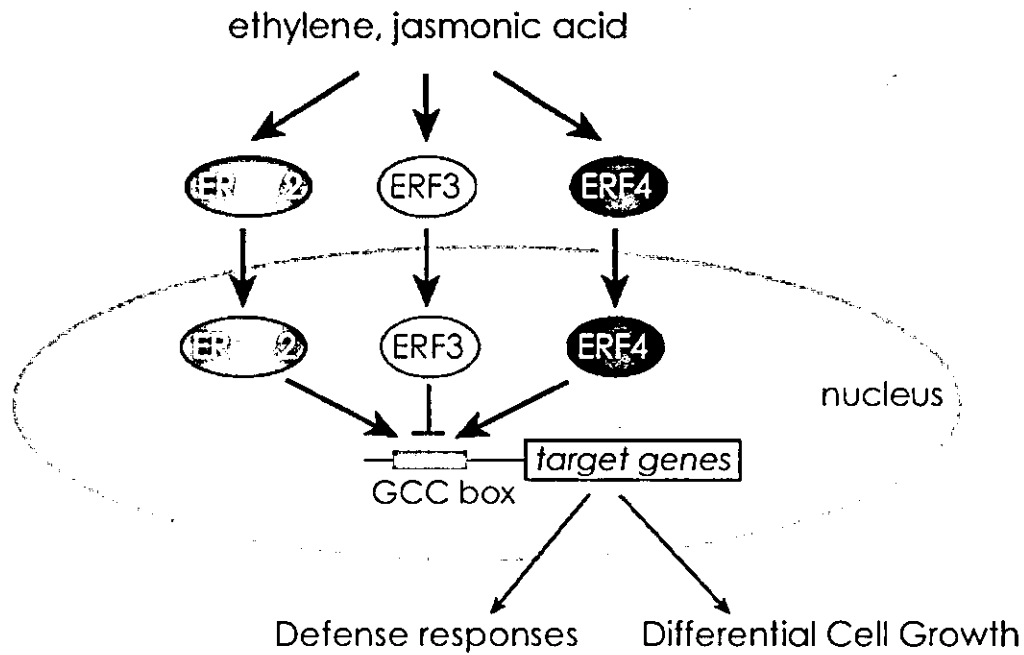 ethylene, jasmonic acid
ERF3
ERF4
ERF3
ERF4
nucleus
target genes
GCC box
Defense responses
Differential Cell Growth